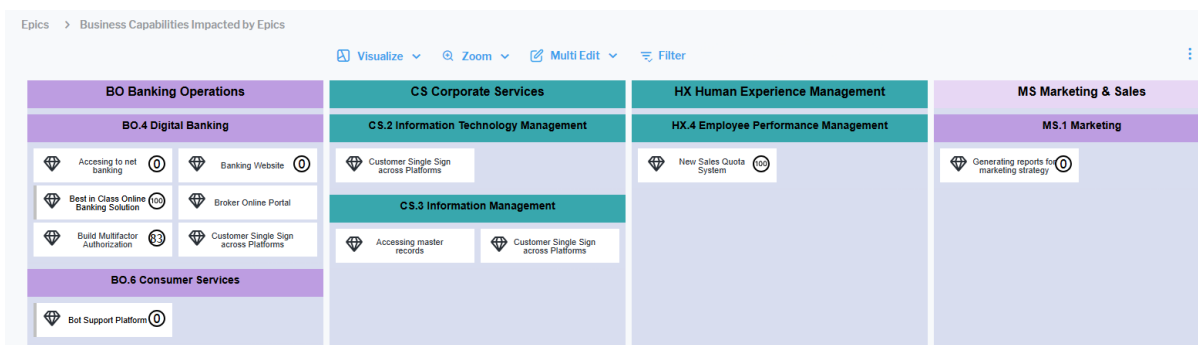 Epics > Business Capabilities Impacted by Epics
Visualize Zoom Multi Edit Filter
BO Banking Operations
BO.4 Digital Banking
Accesing to net
banking
0
Banking Website
0
Best in Class Online
Banking Solution
100
Broker Online Portal
Build Multifactor
Authorization
83
Customer Single Sign
across Platforms
BO.6 Consumer Services
Bot Support Platform
0
CS Corporate Services
CS.2 Information Technology Management
Customer Single Sign
across Platforms
CS.3 Information Management
Accessing master
records
Customer Single Sign
across Platforms
HX Human Experience Management
HX.4 Employee Performance Management
New Sales Quota
System
100
MS Marketing & Sales
MS.1 Marketing
Generating reports for
marketing strategy
0